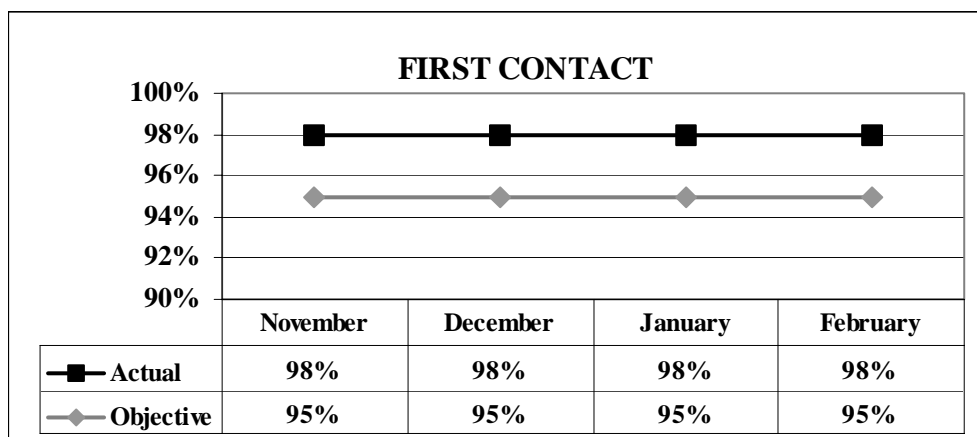 FIRST CONTACT
100%
98%
96%
94%
92%
90%
November December January February
Actual 98% 98% 98% 98%
Objective 95% 95% 95% 95%